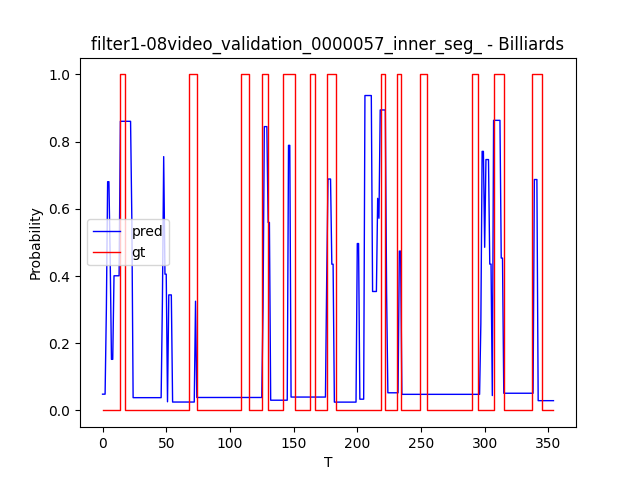 filter1-08video_validation_0000057_inner_seg_ - Billiards
1.0
0.8
0.6
0.4
0.2
0.0
Probability
pred
gt
0 50 100 150 200 250 300 350
T